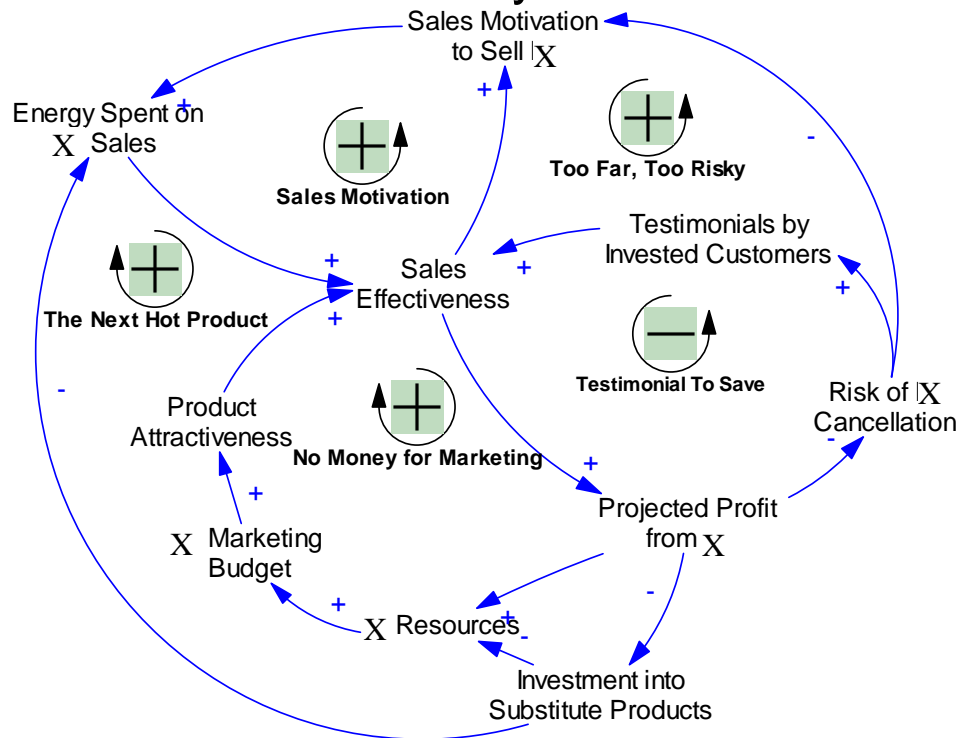 Sales Motivation
to Sell X
Energy Spent on
X Sales
+
+
-
Sales Motivation
Too Far, Too Risky
Testimonials by
Invested Customers
+
+
+
Sales
Effectiveness
+
The Next Hot Product
-
Testimonial To Save
Product
Attractiveness
Risk of X
Cancellation
No Money for Marketing
-
+
+
Projected Profit
from X
X Marketing
Budget
-
+
X Resources
+
-
Investment into
Substitute Products